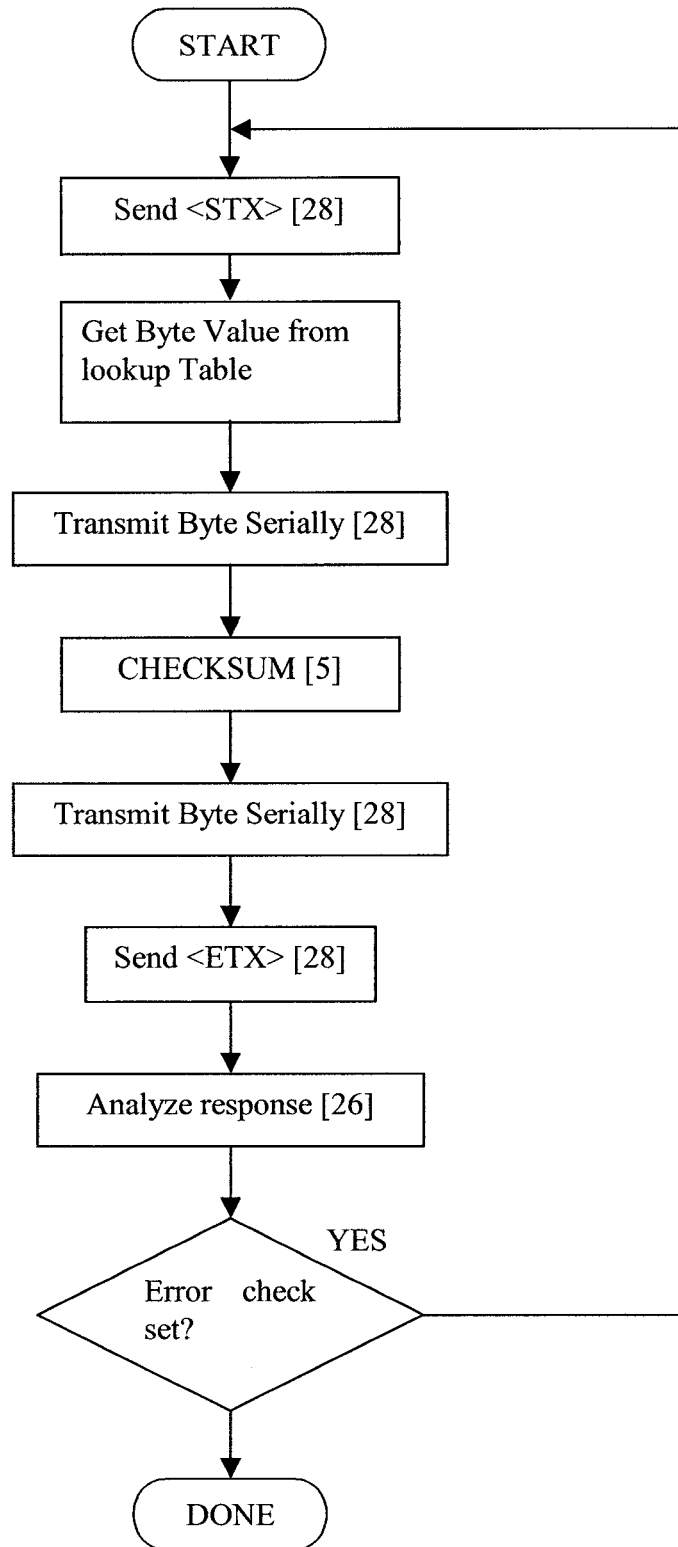 START
Send <STX> [28]
Get Byte Value from
lookup Table
Transmit Byte Serially [28]
CHECKSUM [5]
Transmit Byte Serially [28]
Send <ETX> [28]
Analyze response [26]
YES
Error check
set?
DONE